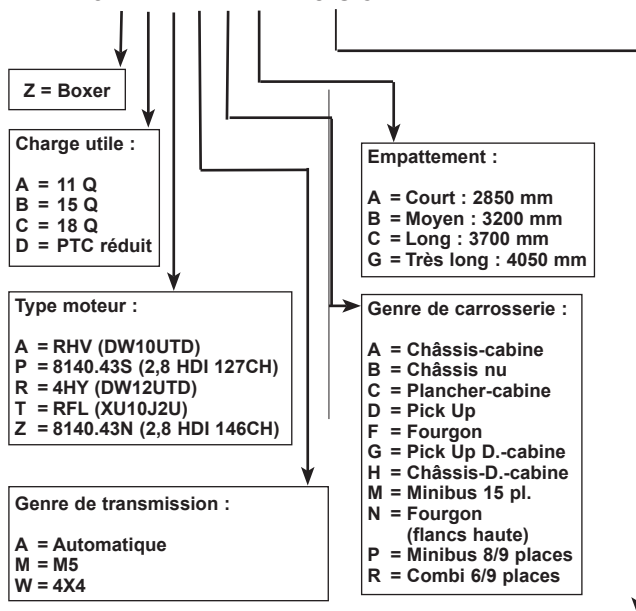 Z = Boxer
Charge utile :
A = 11 Q
B = 15 Q
C = 18 Q
D = PTC réduit
Type moteur :
A = RHV (DW10UTD)
P = 8140.43S (2,8 HDI 127CH)
R = 4HY (DW12UTD)
T = RFL (XU10J2U)
Z = 8140.43N (2,8 HDI 146CH)
Genre de transmission :
A = Automatique
M = M5
W = 4X4
Empattement :
A = Court : 2850 mm
B = Moyen : 3200 mm
C = Long : 3700 mm
G = Très long : 4050 mm
Genre de carrosserie :
A = Châssis-cabine
B = Châssis nu
C = Plancher-cabine
D = Pick Up
F = Fourgon
G = Pick Up D.-cabine
H = Châssis-D.-cabine
M = Minibus 15 pl.
N = Fourgon
(flancs haute)
P = Minibus 8/9 places
R = Combi 6/9 places